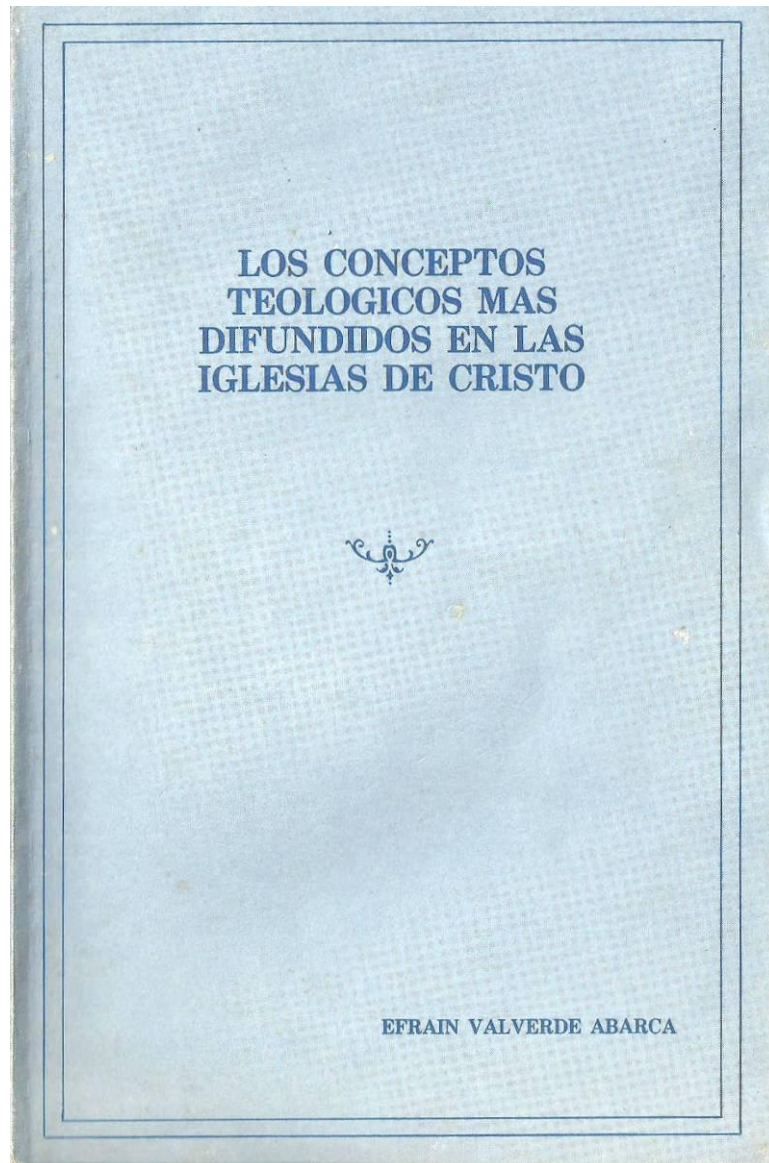 LOS CONCEPTOS
TEOLOGICOS MAS
DIFUNDIDOS EN LAS
IGLESIAS DE CRISTO
EFRAIN VALVERDE ABARCA